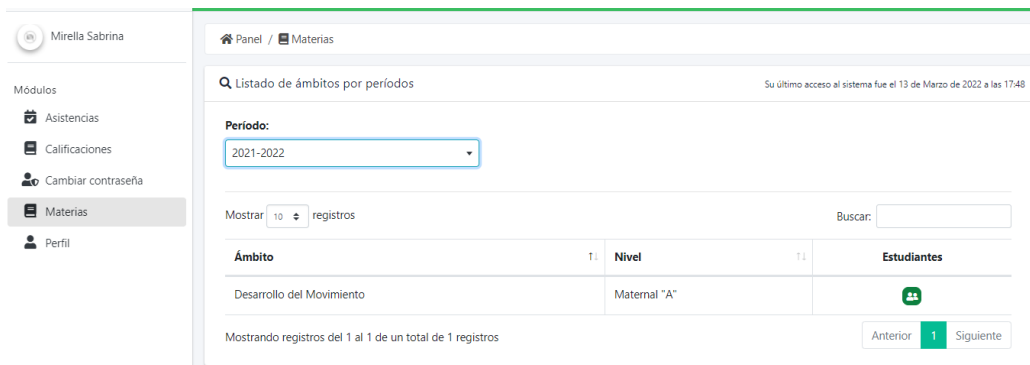 Mirella Sabrina
Módulos
Asistencias
Calificaciones
Cambiar contraseña
Materias
Perfil
Panel / Materias
Listado de ámbitos por períodos
Su último acceso al sistema fue el 13 de Marzo de 2022 a las 17:48
Período:
2021-2022
Mostrar 10 registros
Buscar:
Ámbito Nivel Estudiantes
Desarrollo del Movimiento Maternal "A"
Mostrando registros del 1 al 1 de un total de 1 registros
Anterior 1 Siguiente